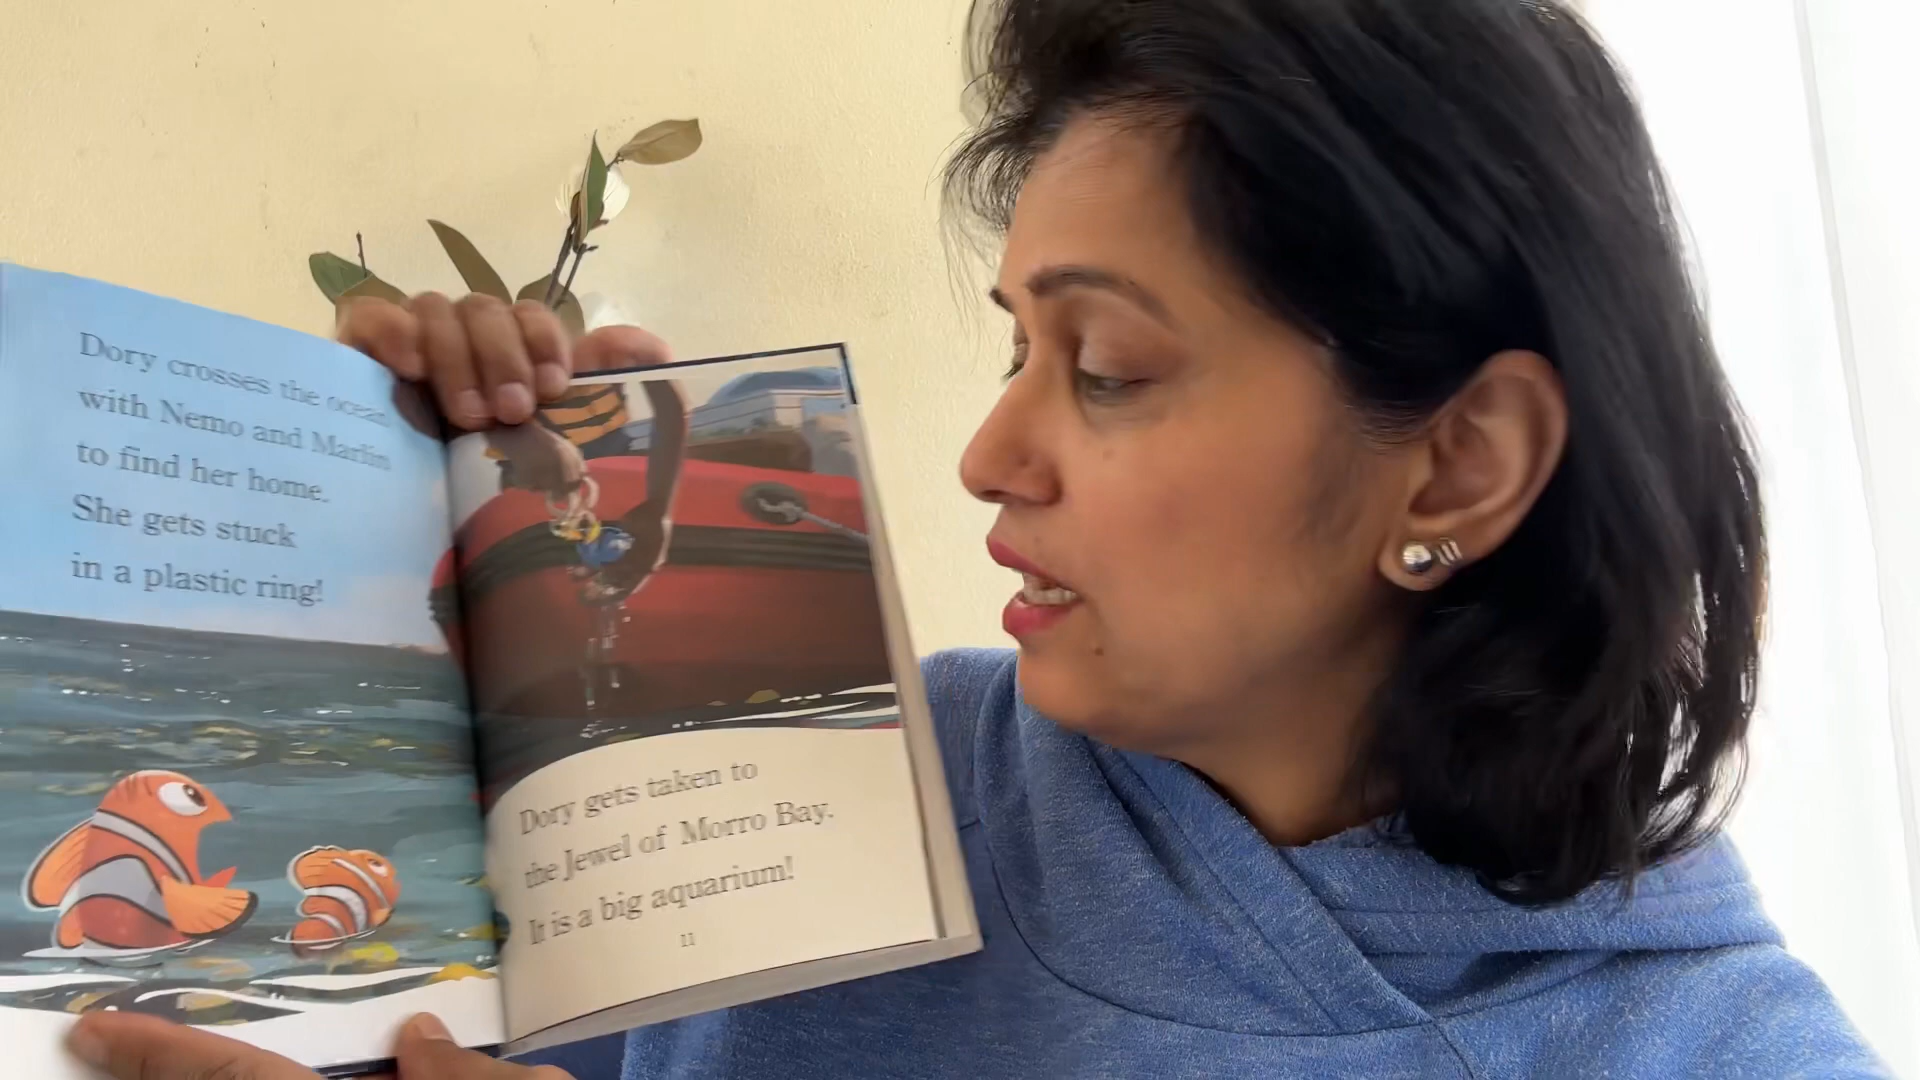 Dory crosses the ocean
with Nemo and Marlin
to find her home.
She gets stuck
in a plastic ring!
Dory gets taken to
the Jewel of Morro Bay.
It is a big aquarium!
11